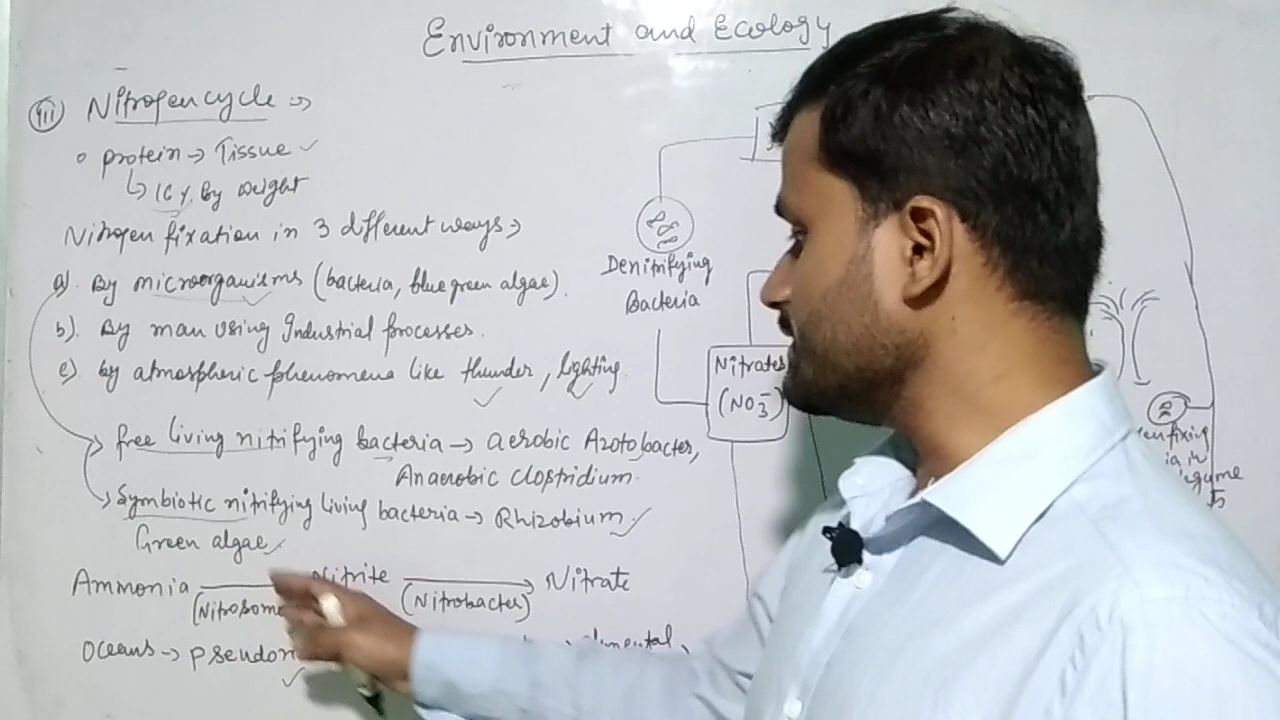 Environment and Ecology
(iii) Nitrogen cycle
protein → Tissue ✓
↳ 16 %. By weight
Nitrogen fixation in 3 different ways
a). By microorganisms (bacteria, blue green algae).
b). By man using Industrial processes.
c). by atmospheric phenomena like thunder, lighting.
free living nitrifying bacteria → aerobic Azotobacter,
Anaerobic Clostridium.
Symbiotic nitrifying living bacteria → Rhizobium ✓
Green algae ✓
Ammonia → Nitrite → Nitrate
(Nitrobacter)
Oceans →
Denitrifying
Bacteria
Nitrates
(NO3-)
fixing